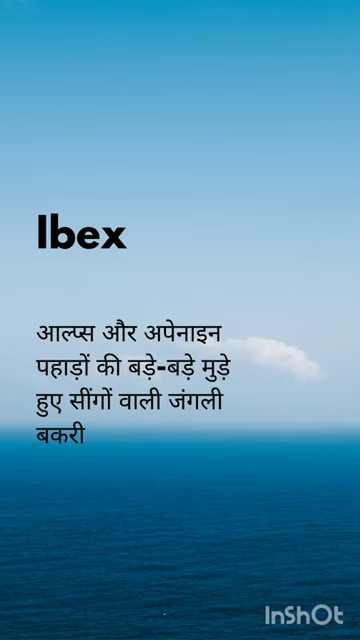 Ibex
आल्प्स और अपेनाइन
पहाड़ों की बड़े-बड़े मुड़े
हुए सींगों वाली जंगली
बकरी
InShOt